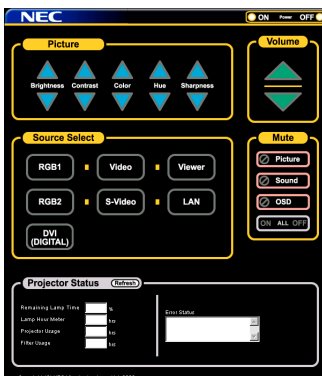 NEC
ON Power OFF
Picture
Brightness Contrast Color Hue Sharpness
Volume
Source Select
RGB1 Video Viewer
RGB2 S-Video LAN
DVI
(DIGITAL)
Mute
Picture
Sound
OSD
ON ALL OFF
Projector Status (Refresh)
Remaining Lamp Time %
Lamp Hour Meter hrs
Projector Usage hrs
Filter Usage hrs
Error Status